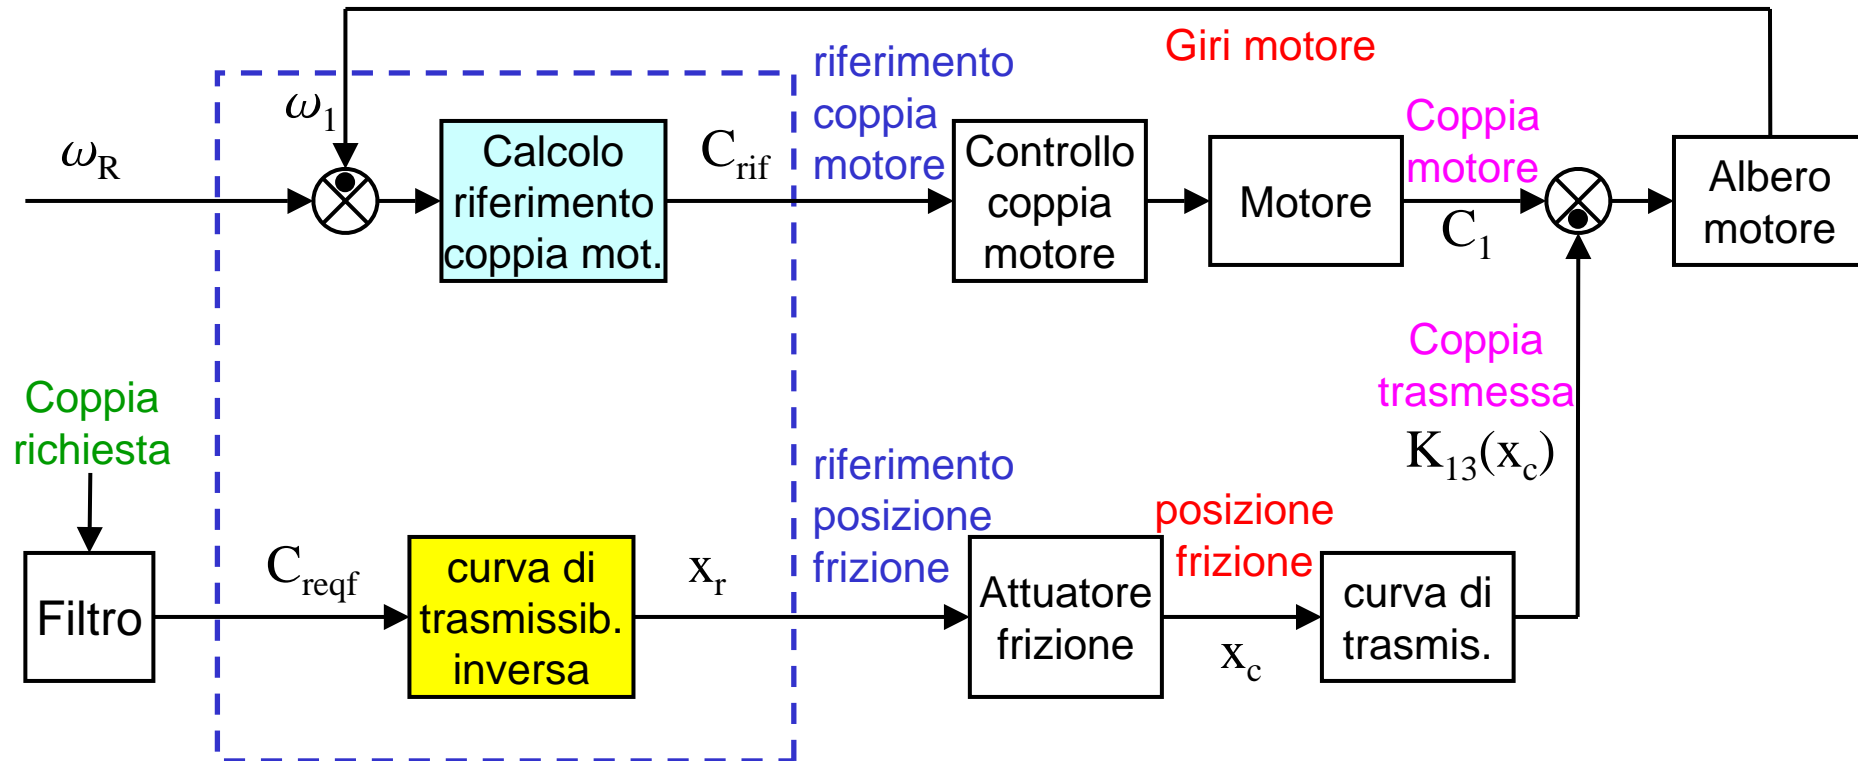 Giri motore
riferimento
coppia
motore
ω1
ωR
Calcolo
riferimento
coppia mot.
Crif
Controllo
coppia
motore
Motore
Coppia
motore
C1
Albero
motore
Coppia
trasmessa
K13(xc)
Coppia
richiesta
Filtro
Creqf
curva di
trasmissib.
inversa
xr
riferimento
posizione
frizione
Attuatore
frizione
posizione
frizione
xc
curva di
trasmis.